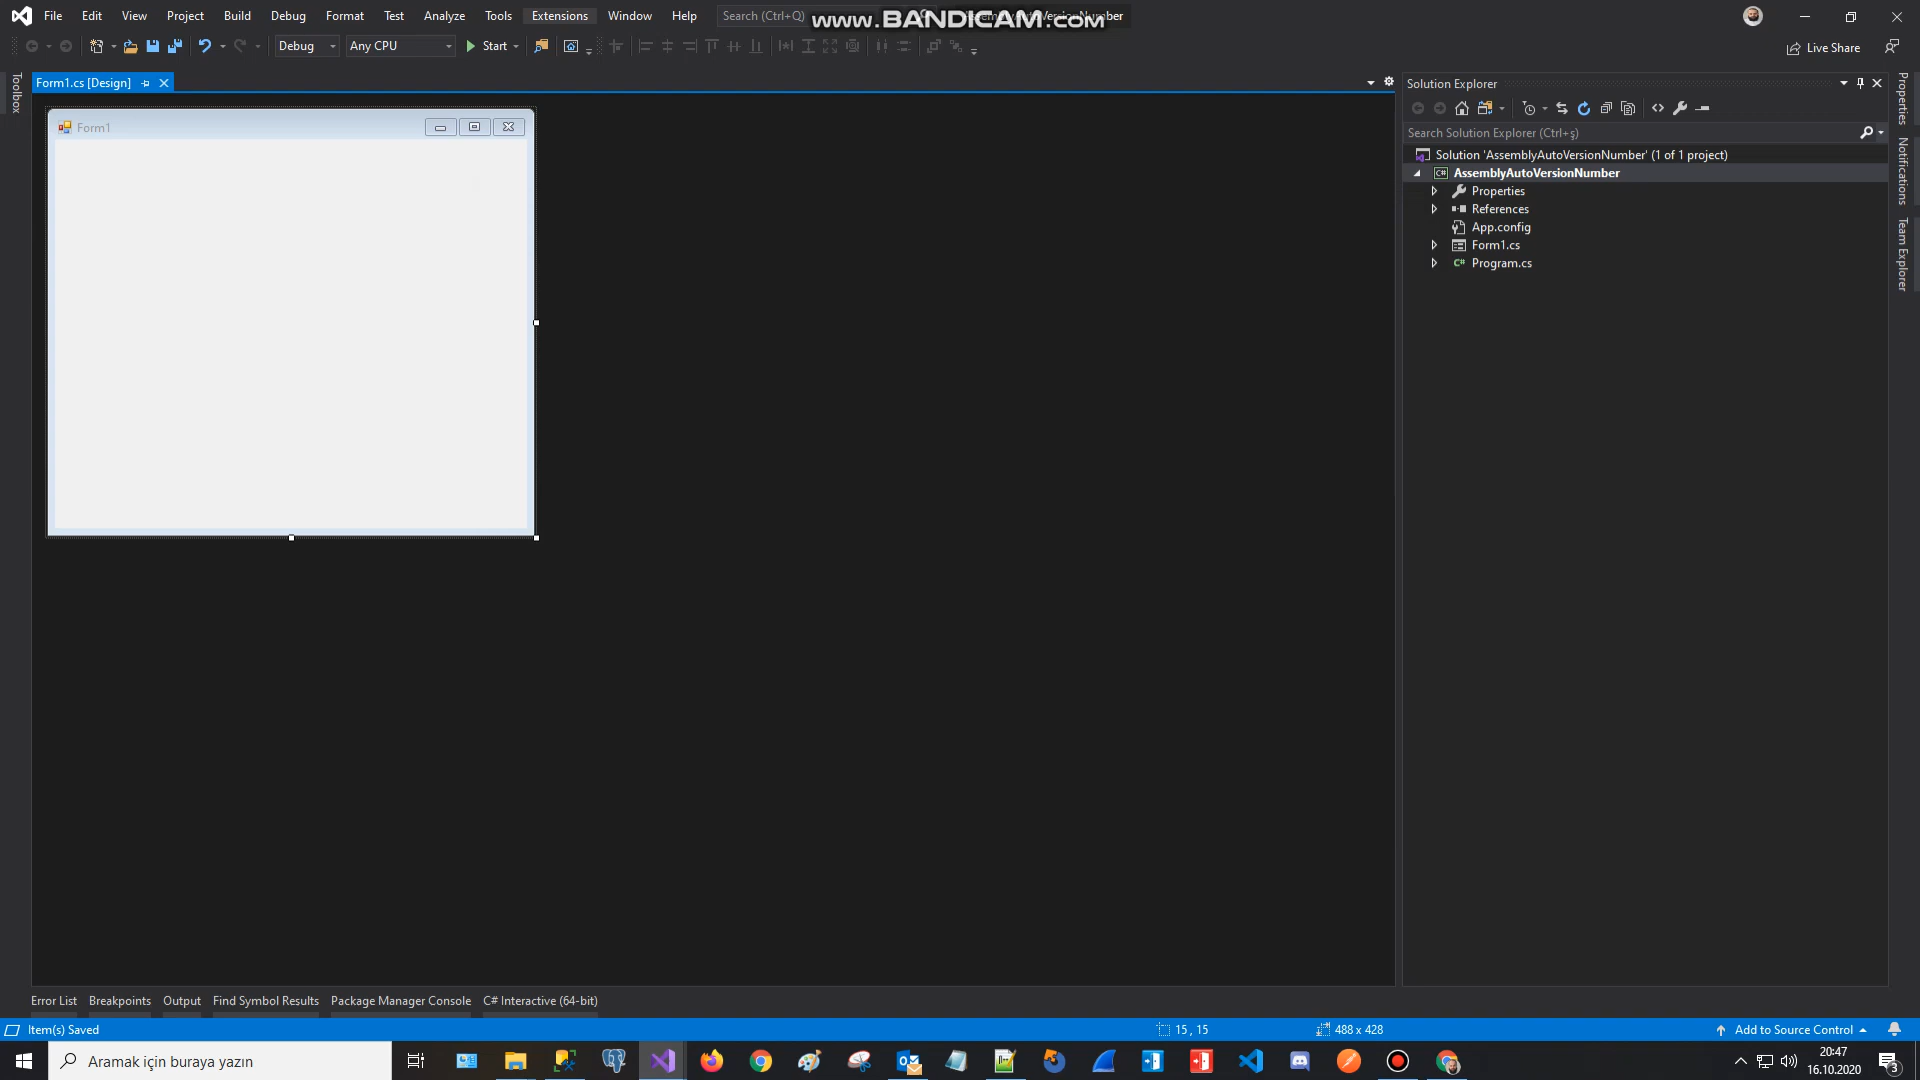 File Edit View Project Build Debug Format Test Analyze Tools Extensions Window Help Search (Ctrl+Q)
www.BANDICAM.com
Debug Any CPU Start Live Share
Toolbox
Form1.cs [Design]
Form1
Solution Explorer
Search Solution Explorer (Ctrl+ş)
Solution 'AssemblyAutoVersionNumber' (1 of 1 project)
AssemblyAutoVersionNumber
Properties
References
App.config
Form1.cs
Program.cs
Properties
Notifications
Team Explorer
Error List Breakpoints Output Find Symbol Results Package Manager Console C# Interactive (64-bit)
Item(s) Saved 15 , 15 488 x 428 Add to Source Control
Aramak için buraya yazın
20:47
16.10.2020
3